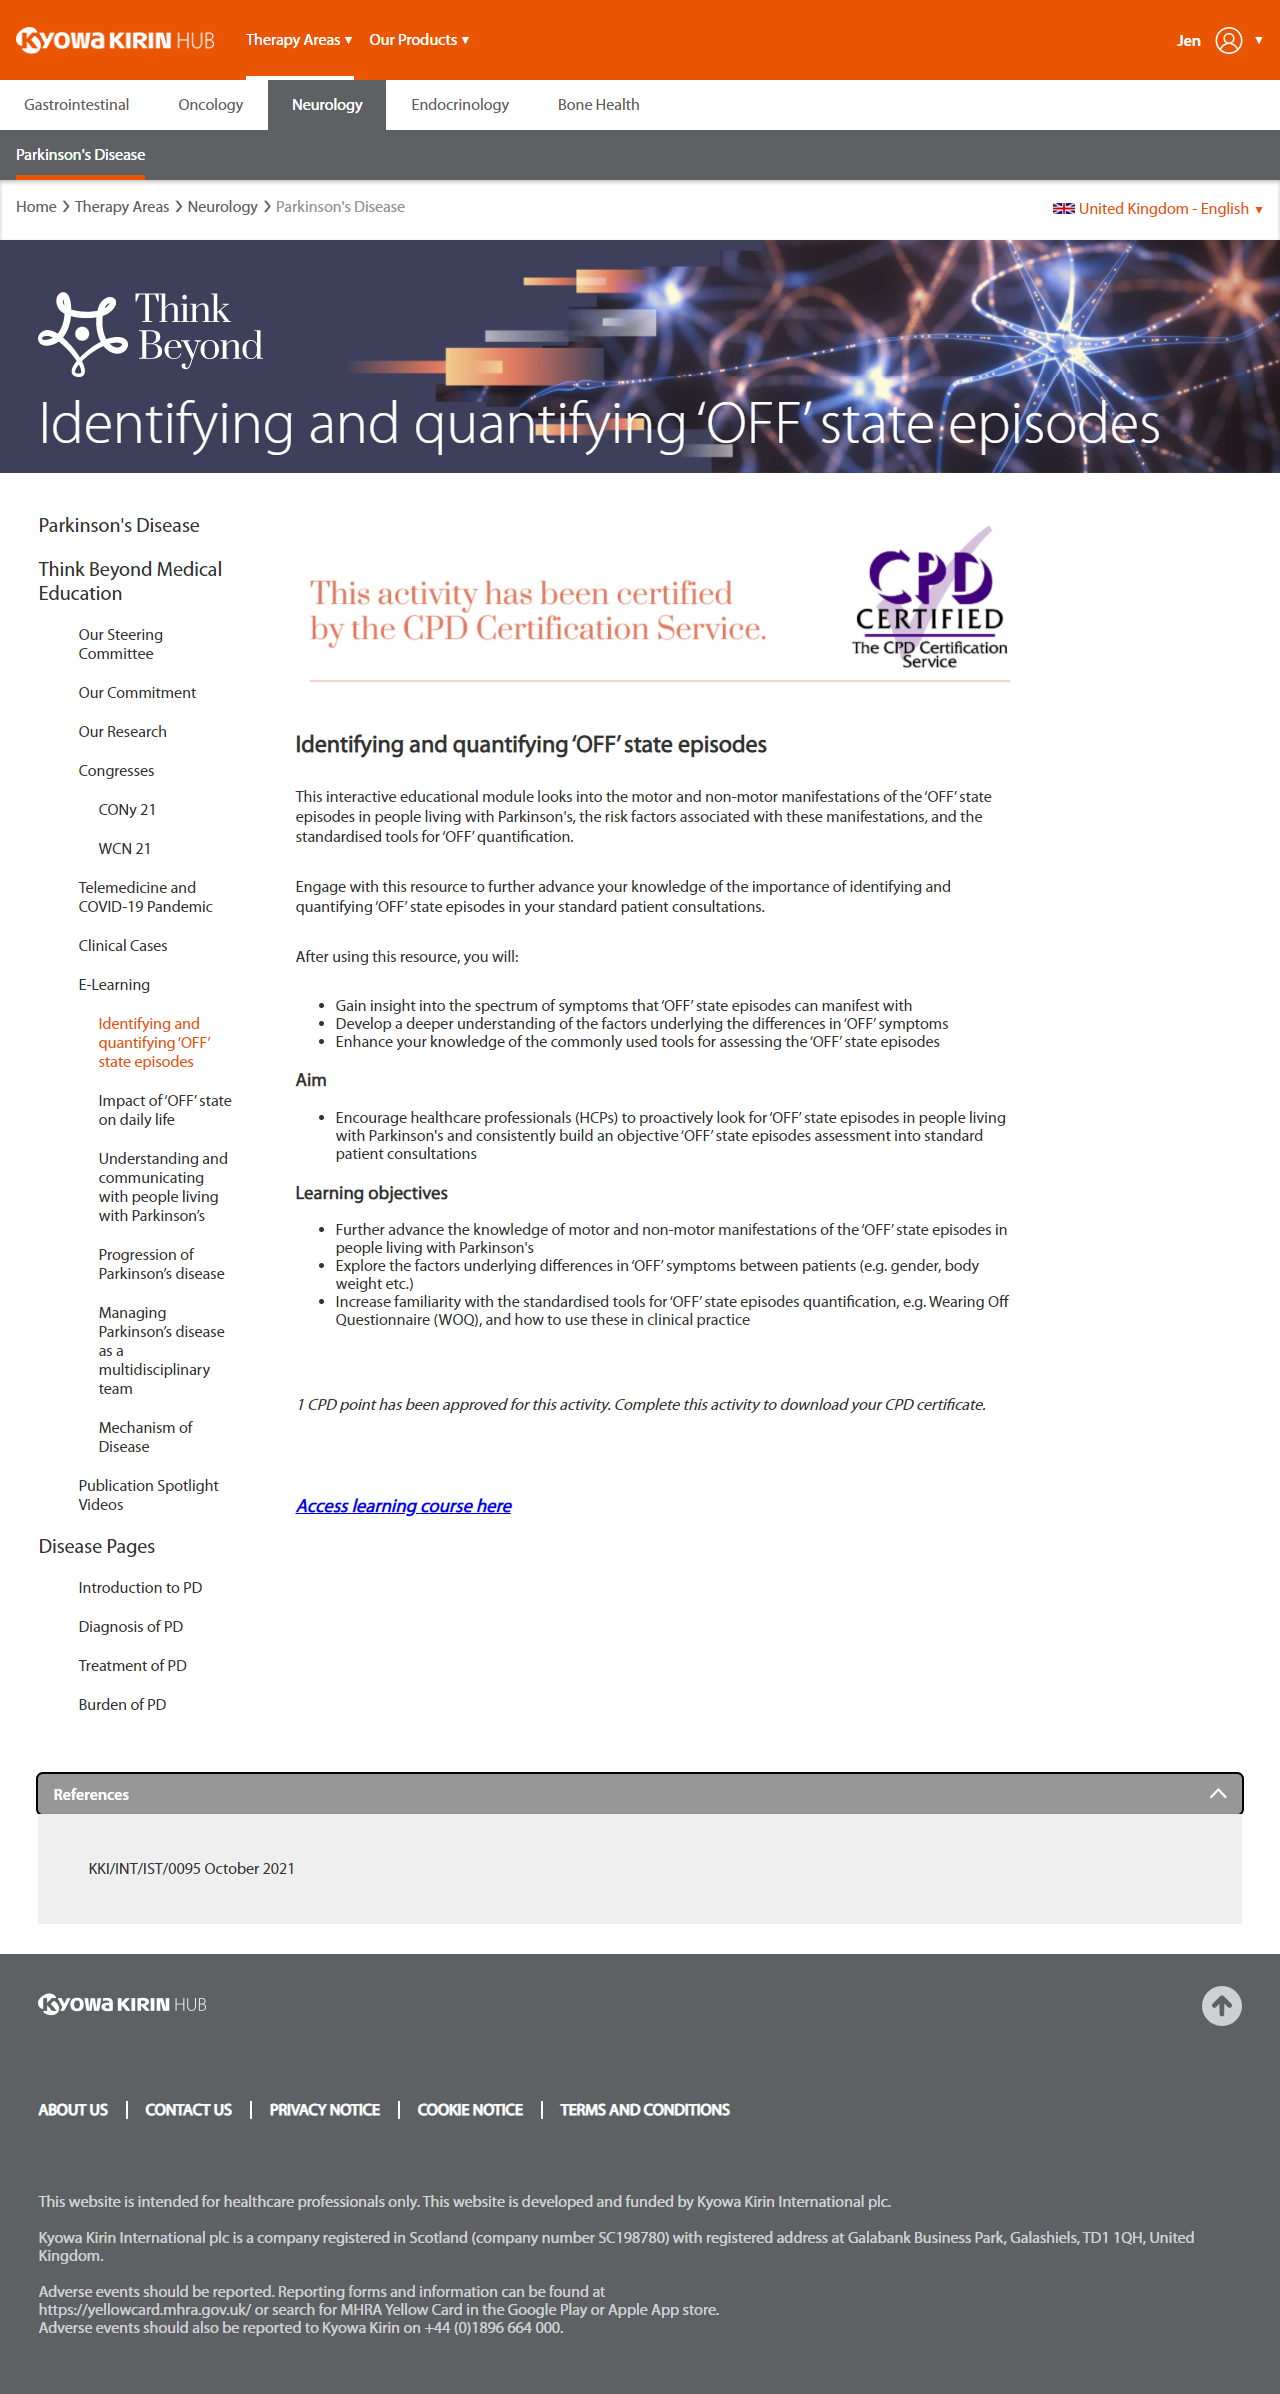 KYOWA KIRIN HUB
Therapy Areas ▼ Our Products ▼
Jen ▼
Gastrointestinal Oncology Neurology Endocrinology Bone Health
Parkinson's Disease
Home > Therapy Areas > Neurology > Parkinson's Disease
United Kingdom - English ▼
Think
Beyond
Identifying and quantifying ‘OFF’ state episodes
Parkinson's Disease
Think Beyond Medical
Education
Our Steering
Committee
Our Commitment
Our Research
Congresses
CONy 21
WCN 21
Telemedicine and
COVID-19 Pandemic
Clinical Cases
E-Learning
Identifying and
quantifying ‘OFF’
state episodes
Impact of ‘OFF’ state
on daily life
Understanding and
communicating
with people living
with Parkinson’s
Progression of
Parkinson’s disease
Managing
Parkinson’s disease
as a
multidisciplinary
team
Mechanism of
Disease
Publication Spotlight
Videos
Disease Pages
Introduction to PD
Diagnosis of PD
Treatment of PD
Burden of PD
This activity has been certified
by the CPD Certification Service.
CPD
CERTIFIED
The CPD Certification
Service
Identifying and quantifying ‘OFF’ state episodes
This interactive educational module looks into the motor and non-motor manifestations of the ‘OFF’ state
episodes in people living with Parkinson's, the risk factors associated with these manifestations, and the
standardised tools for ‘OFF’ quantification.
Engage with this resource to further advance your knowledge of the importance of identifying and
quantifying ‘OFF’ state episodes in your standard patient consultations.
After using this resource, you will:
• Gain insight into the spectrum of symptoms that ‘OFF’ state episodes can manifest with
• Develop a deeper understanding of the factors underlying the differences in ‘OFF’ symptoms
• Enhance your knowledge of the commonly used tools for assessing the ‘OFF’ state episodes
Aim
• Encourage healthcare professionals (HCPs) to proactively look for ‘OFF’ state episodes in people living
with Parkinson's and consistently build an objective ‘OFF’ state episodes assessment into standard
patient consultations
Learning objectives
• Further advance the knowledge of motor and non-motor manifestations of the ‘OFF’ state episodes in
people living with Parkinson's
• Explore the factors underlying differences in ‘OFF’ symptoms between patients (e.g. gender, body
weight etc.)
• Increase familiarity with the standardised tools for ‘OFF’ state episodes quantification, e.g. Wearing Off
Questionnaire (WOQ), and how to use these in clinical practice
1 CPD point has been approved for this activity. Complete this activity to download your CPD certificate.
Access learning course here
References
KKI/INT/IST/0095 October 2021
KYOWA KIRIN HUB
ABOUT US | CONTACT US | PRIVACY NOTICE | COOKIE NOTICE | TERMS AND CONDITIONS
This website is intended for healthcare professionals only. This website is developed and funded by Kyowa Kirin International plc.
Kyowa Kirin International plc is a company registered in Scotland (company number SC198780) with registered address at Galabank Business Park, Galashiels, TD1 1QH, United
Kingdom.
Adverse events should be reported. Reporting forms and information can be found at
https://yellowcard.mhra.gov.uk/ or search for MHRA Yellow Card in the Google Play or Apple App store.
Adverse events should also be reported to Kyowa Kirin on +44 (0)1896 664 000.